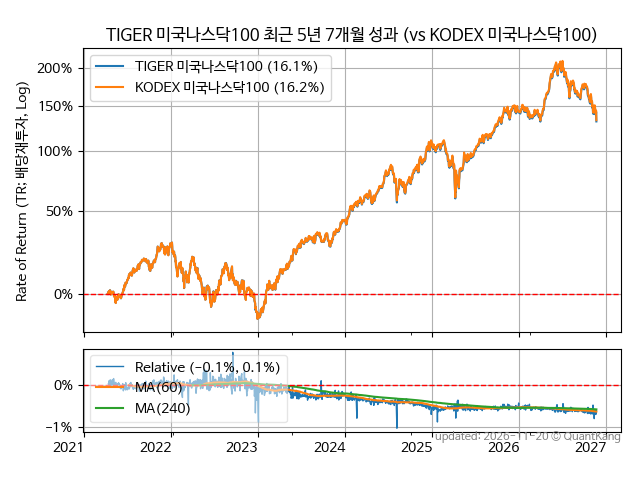 TIGER 미국나스닥100 최근 5년 7개월 성과 (vs KODEX 미국나스닥100)
Rate of Return (TR: 배당재투자, Log)
200%
150%
100%
50%
0%
TIGER 미국나스닥100 (16.1%)
KODEX 미국나스닥100 (16.2%)
0%
−1%
Relative (−0.1%, 0.1%)
MA(60)
MA(240)
updated: 2026-11-20 © QuantKang
2021 2022 2023 2024 2025 2026 2027